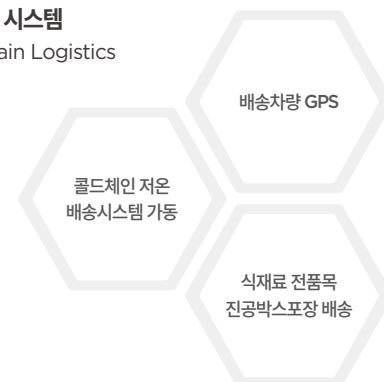 시스템
ain Logistics
배송차량 GPS
콜드체인 저온
배송시스템 가동
식재료 전품목
진공박스포장 배송